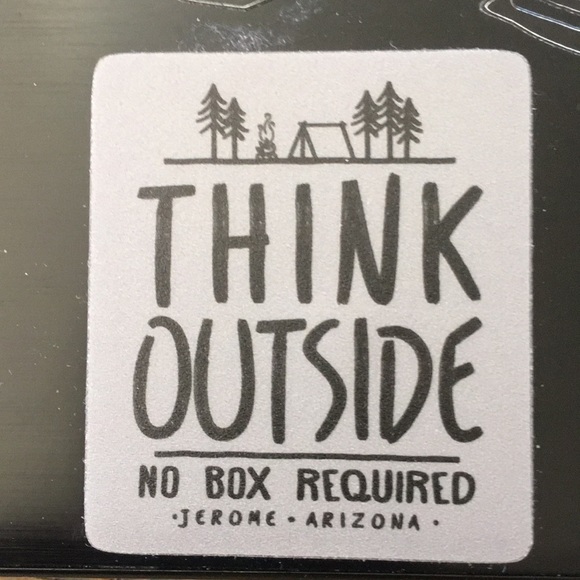 THINK
OUTSIDE
NO BOX REQUIRED
·JEROME·ARIZONA·